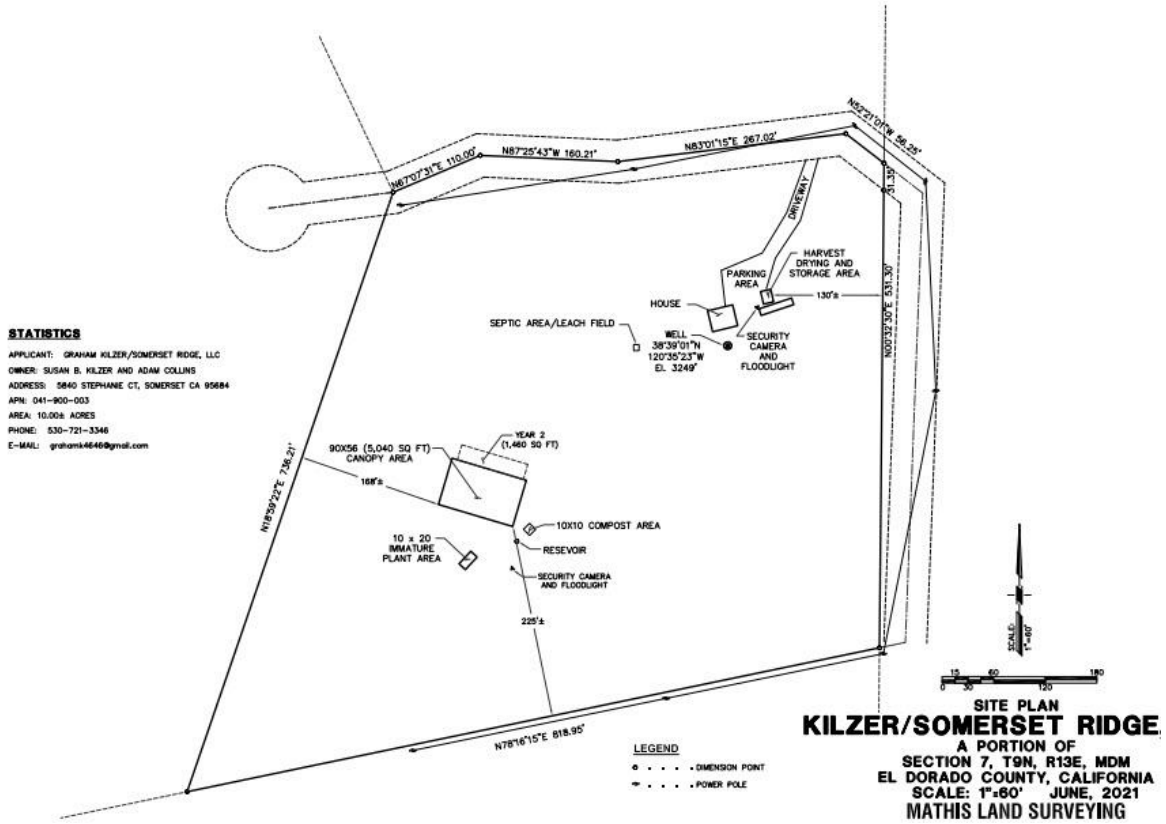 N52°21'01"W 56.25'
N83°01'15"E 267.02'
N87°25'43"W 160.21'
N67°07'31"E 110.00'
31.35'
DRIVEWAY
HARVEST
DRYING AND
STORAGE AREA
PARKING
AREA
130'±
N00°32'30"E 531.30'
HOUSE
SEPTIC AREA/LEACH FIELD
WELL
38°39'01"N
120°35'23"W
EL. 3249'
SECURITY
CAMERA
AND
FLOODLIGHT
STATISTICS
APPLICANT: GRAHAM KILZER/SOMERSET RIDGE, LLC
OWNER: SUSAN B. KILZER AND ADAM COLLINS
ADDRESS: 5840 STEPHANIE CT, SOMERSET CA 95684
APN: 041-900-003
AREA: 10.00± ACRES
PHONE: 530-721-3346
E-MAIL: grahamk4646@gmail.com
N18°59'22"E 736.21'
YEAR 2
(1,460 SQ FT)
90X56 (5,040 SQ FT)
CANOPY AREA
168'±
10X10 COMPOST AREA
10 x 20
IMMATURE
PLANT AREA
RESEVOIR
SECURITY CAMERA
AND FLOODLIGHT
225'±
N78°16'15"E 818.95'
LEGEND
DIMENSION POINT
POWER POLE
SCALE:
1"=60'
15 60 180
0 30 120
SITE PLAN
KILZER/SOMERSET RIDGE,
A PORTION OF
SECTION 7, T9N, R13E, MDM
EL DORADO COUNTY, CALIFORNIA
SCALE: 1"=60' JUNE, 2021
MATHIS LAND SURVEYING